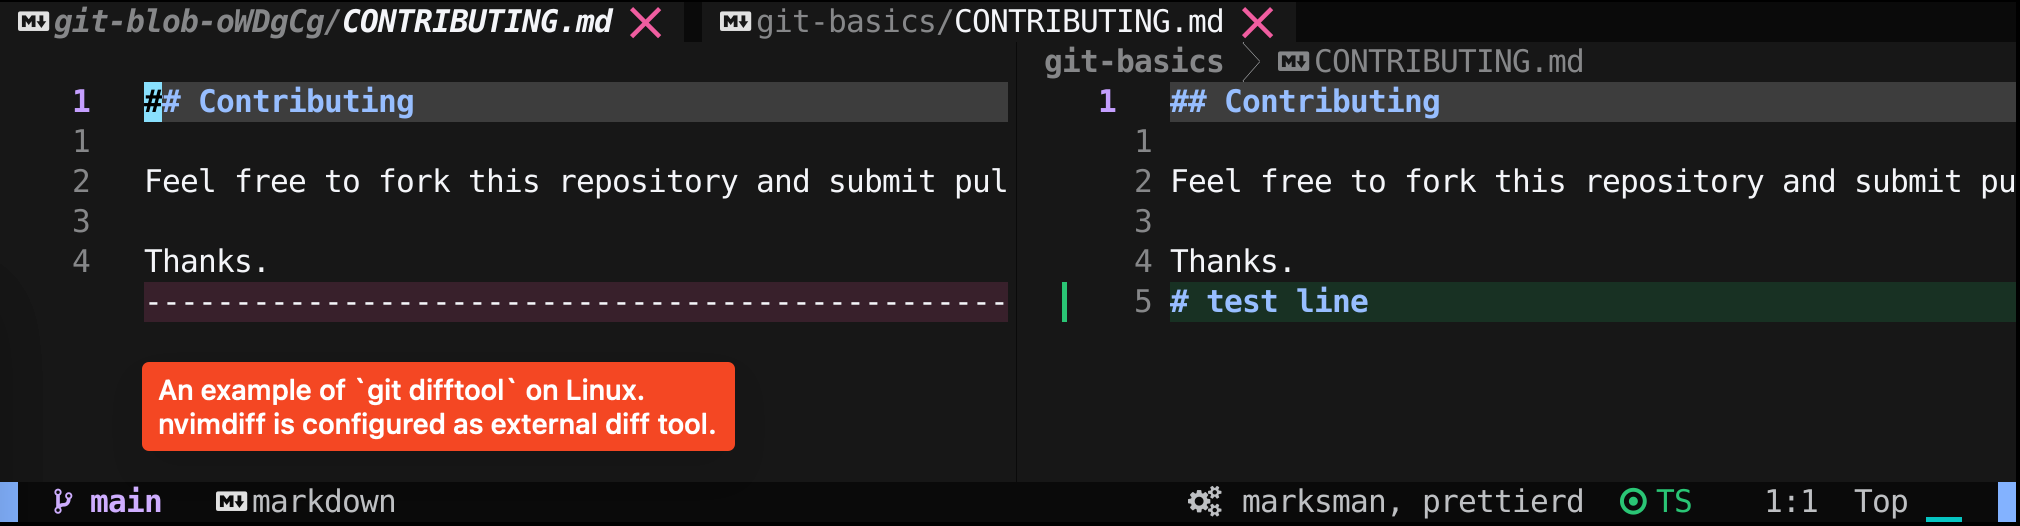 git-blob-oWDgCg/CONTRIBUTING.md git-basics/CONTRIBUTING.md
git-basics CONTRIBUTING.md
1 ## Contributing
1
2 Feel free to fork this repository and submit pul
3
4 Thanks.
------------------------------------------------
An example of `git difftool` on Linux.
nvimdiff is configured as external diff tool.
1 ## Contributing
1
2 Feel free to fork this repository and submit pu
3
4 Thanks.
5 # test line
main markdown marksman, prettierd TS 1:1 Top